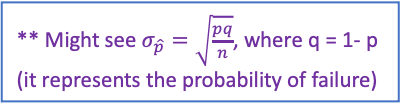 ** Might see σ_p̂ = √(pq/n), where q = 1- p
(it represents the probability of failure)